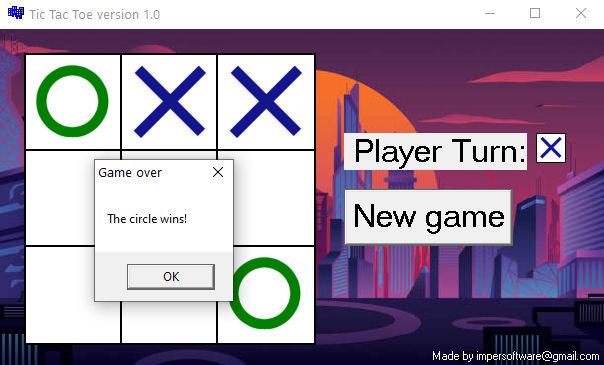 Tic Tac Toe version 1.0
Game over
The circle wins!
OK
Player Turn:
New game
Made by impersoftware@gmail.com